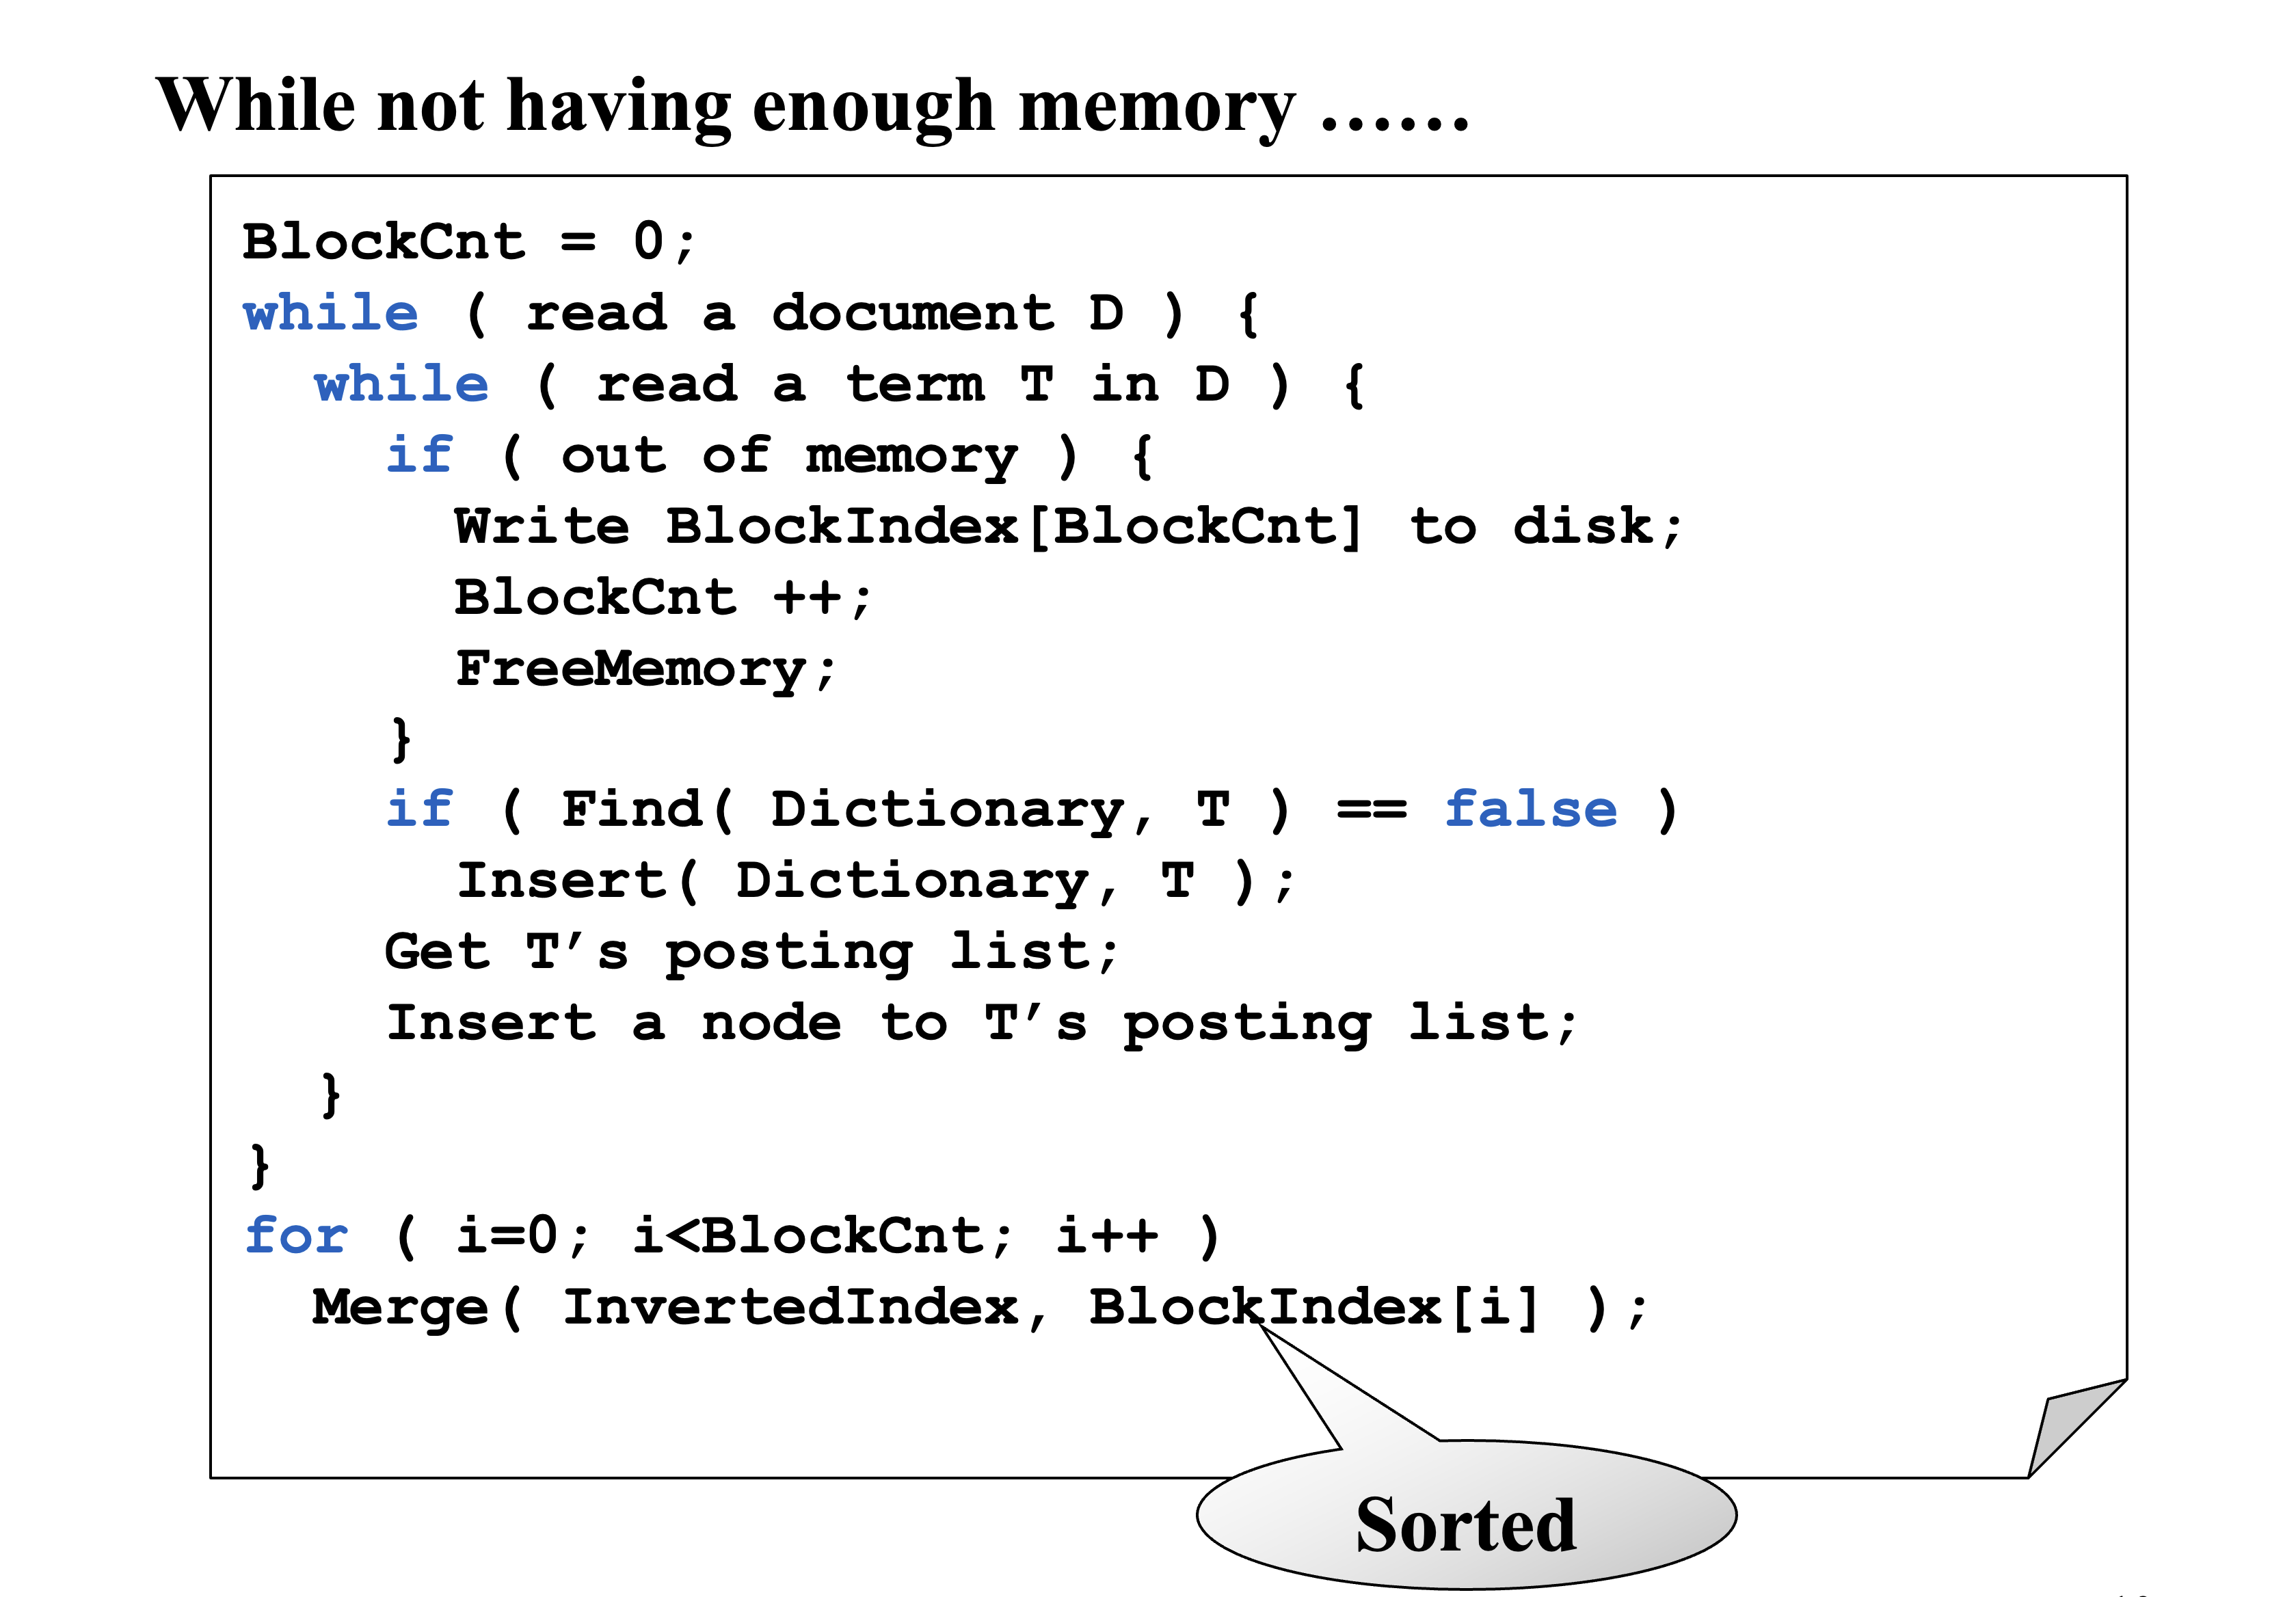 While not having enough memory ……
BlockCnt = 0;
while ( read a document D ) {
while ( read a term T in D ) {
if ( out of memory ) {
Write BlockIndex[BlockCnt] to disk;
BlockCnt ++;
FreeMemory;
}
if ( Find( Dictionary, T ) == false )
Insert( Dictionary, T );
Get T’s posting list;
Insert a node to T’s posting list;
}
}
for ( i=0; i<BlockCnt; i++ )
Merge( InvertedIndex, BlockIndex[i] );
Sorted